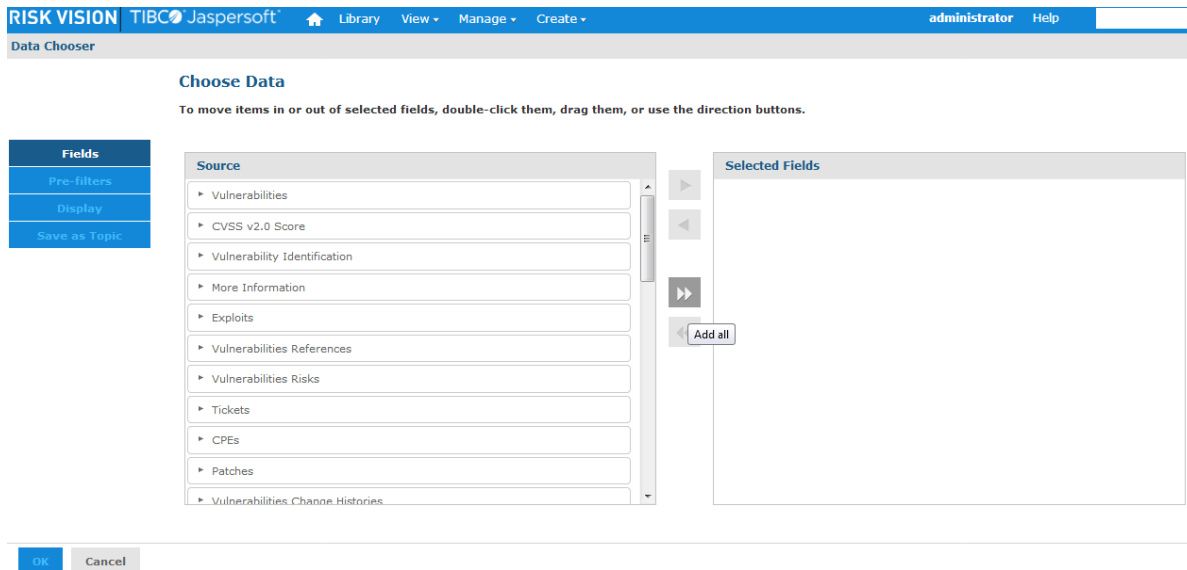 RISK VISION TIBCO Jaspersoft® Library View Manage Create administrator Help
Data Chooser
Choose Data
To move items in or out of selected fields, double-click them, drag them, or use the direction buttons.
Fields
Pre-filters
Display
Save as Topic
Source
Vulnerabilities
CVSS v2.0 Score
Vulnerability Identification
More Information
Exploits
Vulnerabilities References
Vulnerabilities Risks
Tickets
CPEs
Patches
Vulnerabilities Change Histories
Add all
Selected Fields
OK Cancel